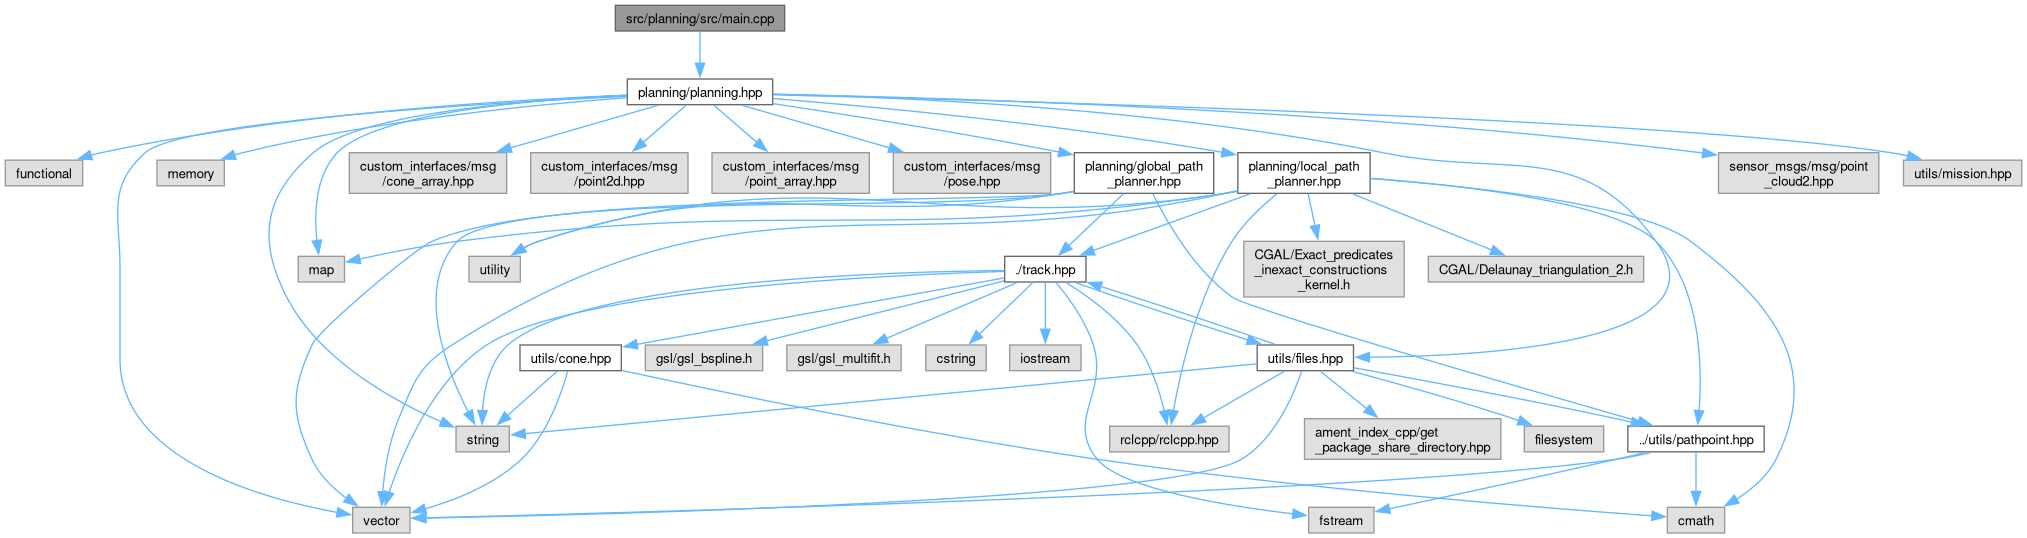 src/planning/src/main.cpp
planning/planning.hpp
functional
memory
custom_interfaces/msg
/cone_array.hpp
custom_interfaces/msg
/point2d.hpp
custom_interfaces/msg
/point_array.hpp
custom_interfaces/msg
/pose.hpp
planning/global_path
_planner.hpp
planning/local_path
_planner.hpp
sensor_msgs/msg/point
_cloud2.hpp
utils/mission.hpp
map
utility
./track.hpp
CGAL/Exact_predicates
_inexact_constructions
_kernel.h
CGAL/Delaunay_triangulation_2.h
utils/cone.hpp
gsl/gsl_bspline.h
gsl/gsl_multifit.h
cstring
iostream
utils/files.hpp
string
rclcpp/rclcpp.hpp
ament_index_cpp/get
_package_share_directory.hpp
filesystem
../utils/pathpoint.hpp
vector
fstream
cmath